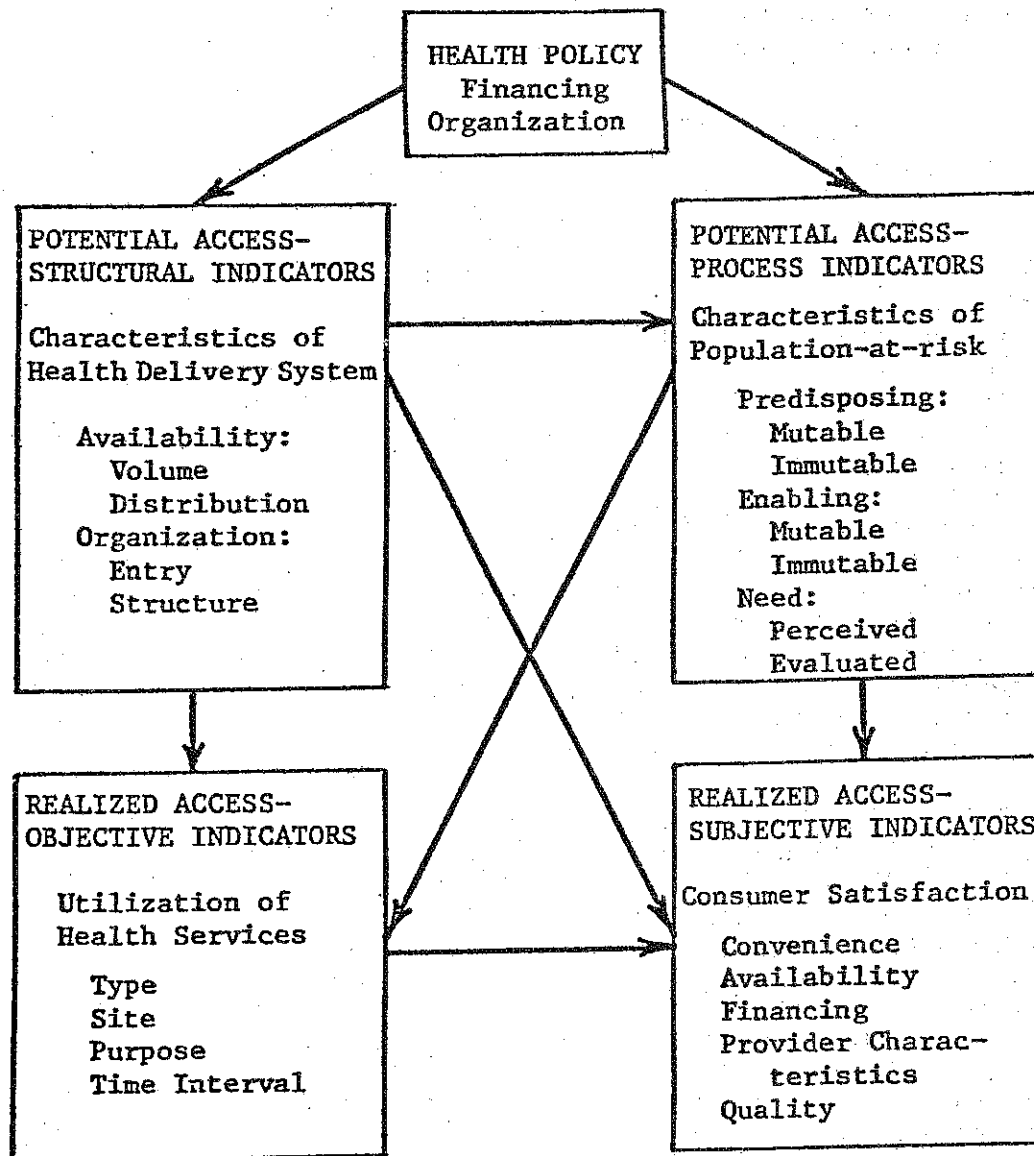 HEALTH POLICY
Financing
Organization
POTENTIAL ACCESS-
STRUCTURAL INDICATORS
Characteristics of
Health Delivery System
Availability:
Volume
Distribution
Organization:
Entry
Structure
POTENTIAL ACCESS-
PROCESS INDICATORS
Characteristics of
Population-at-risk
Predisposing:
Mutable
Immutable
Enabling:
Mutable
Immutable
Need:
Perceived
Evaluated
REALIZED ACCESS-
OBJECTIVE INDICATORS
Utilization of
Health Services
Type
Site
Purpose
Time Interval
REALIZED ACCESS-
SUBJECTIVE INDICATORS
Consumer Satisfaction
Convenience
Availability
Financing
Provider Charac-
teristics
Quality